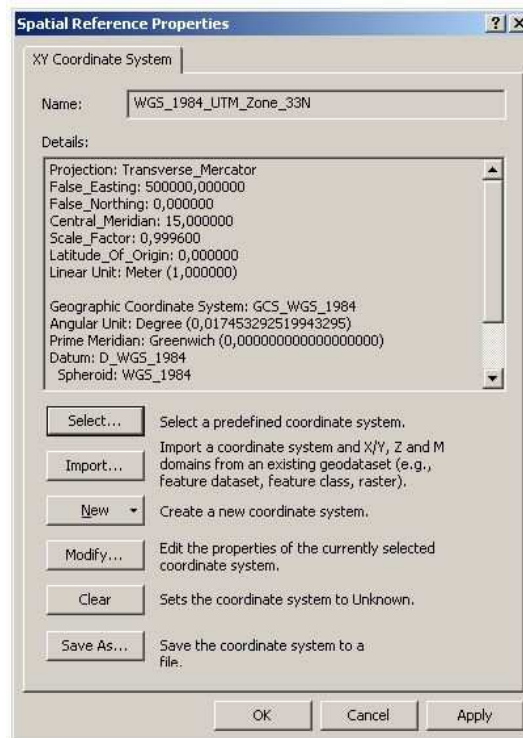 Spatial Reference Properties
XY Coordinate System
Name: WGS_1984_UTM_Zone_33N
Details:
Projection: Transverse_Mercator
False_Easting: 500000,000000
False_Northing: 0,000000
Central_Meridian: 15,000000
Scale_Factor: 0,999600
Latitude_Of_Origin: 0,000000
Linear Unit: Meter (1,000000)
Geographic Coordinate System: GCS_WGS_1984
Angular Unit: Degree (0,017453292519943295)
Prime Meridian: Greenwich (0,000000000000000000)
Datum: D_WGS_1984
Spheroid: WGS_1984
Select... Select a predefined coordinate system.
Import... Import a coordinate system and X/Y, Z and M
domains from an existing geodataset (e.g.,
feature dataset, feature class, raster).
New Create a new coordinate system.
Modify... Edit the properties of the currently selected
coordinate system.
Clear Sets the coordinate system to Unknown.
Save As... Save the coordinate system to a
file.
OK Cancel Apply